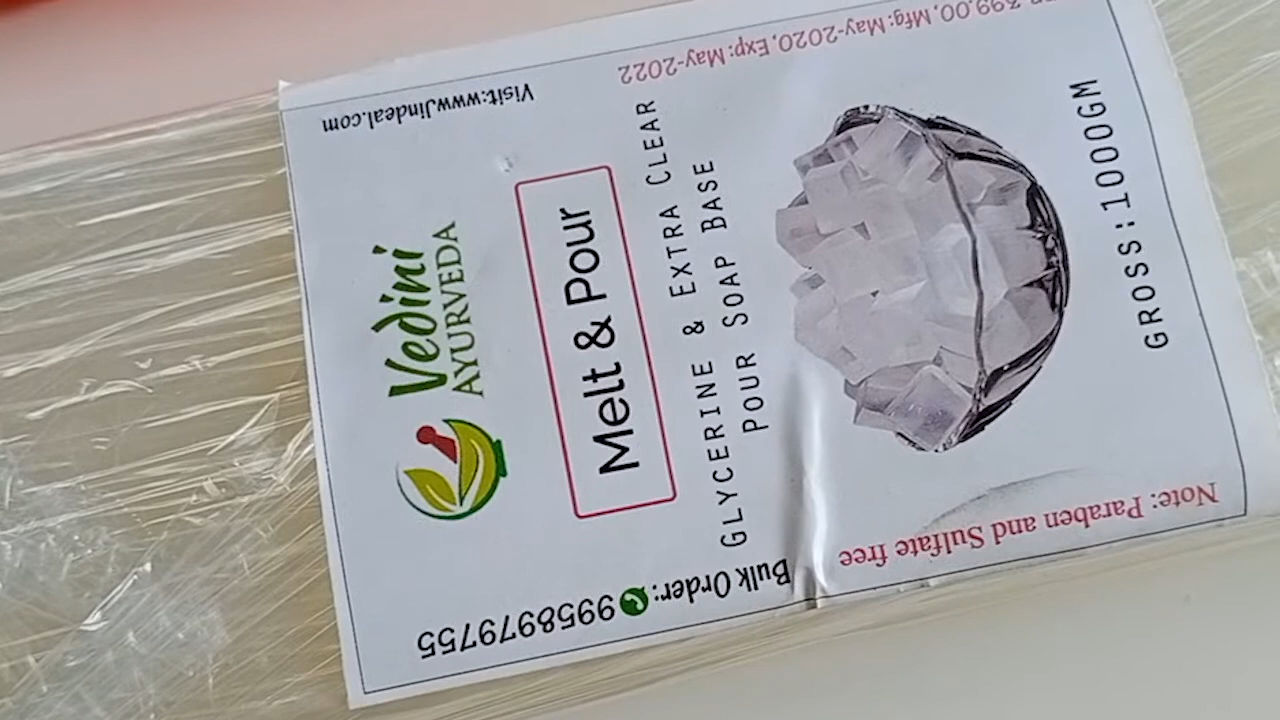 Vedini
AYURVEDA
Melt & Pour
GLYCERINE & EXTRA CLEAR
POUR SOAP BASE
GROSS:1000GM
Visit:www.Jindeal.com
399.00, Mfg: May-2020, Exp: May-2022
Bulk Order: 9958979755
Note: Paraben and Sulfate free